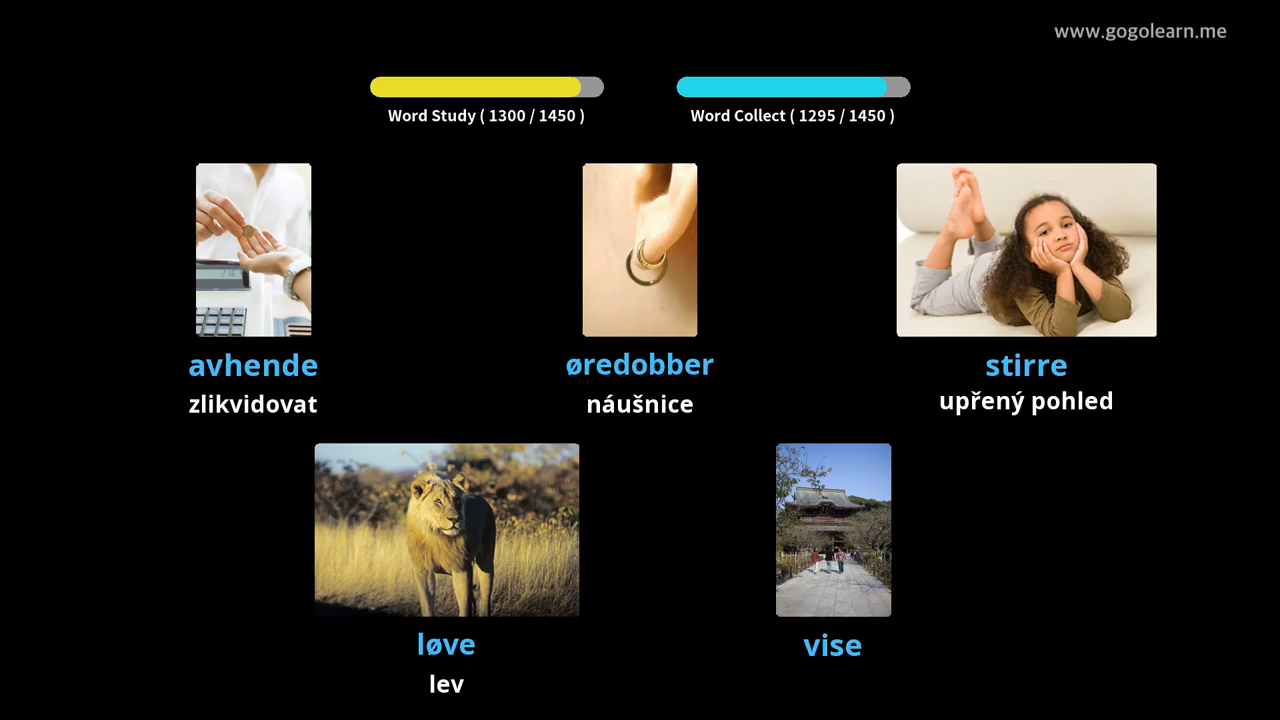 www.gogolearn.me
Word Study ( 1300 / 1450 )
Word Collect ( 1295 / 1450 )
avhende
zlikvidovat
øredobber
náušnice
stirre
upřený pohled
løve
lev
vise